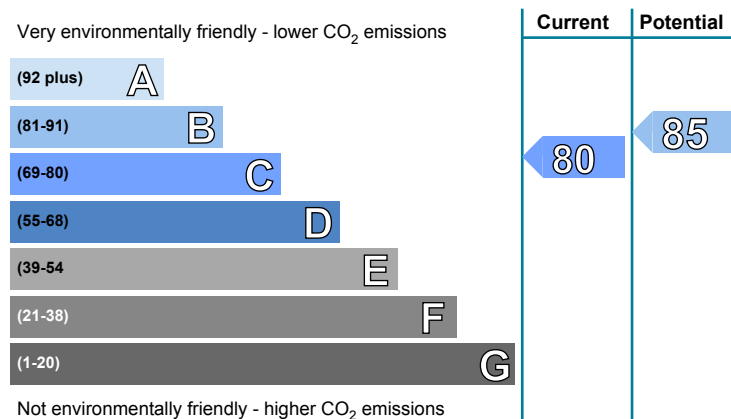 Very environmentally friendly - lower CO2 emissions
Current
Potential
(92 plus) A
(81-91) B
(69-80) C
(55-68) D
(39-54 E
(21-38) F
(1-20) G
80
85
Not environmentally friendly - higher CO2 emissions